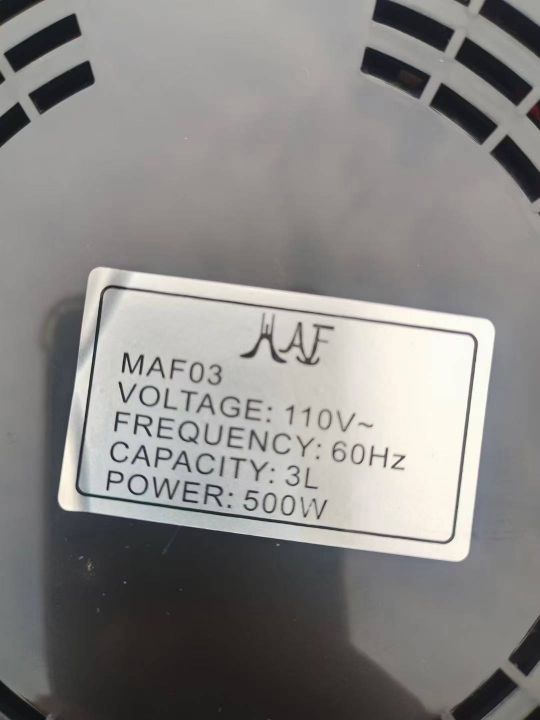 MAF
MAF03
VOLTAGE: 110V~
FREQUENCY: 60Hz
CAPACITY: 3L
POWER: 500W